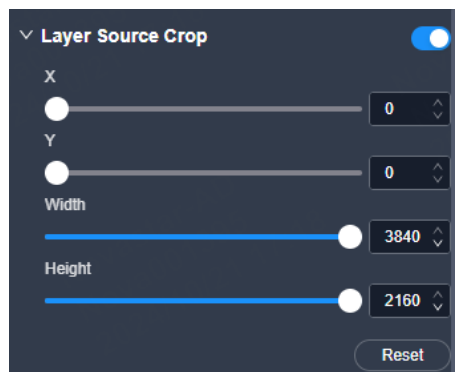 Layer Source Crop
X
0
Y
0
Width
3840
Height
2160
Reset